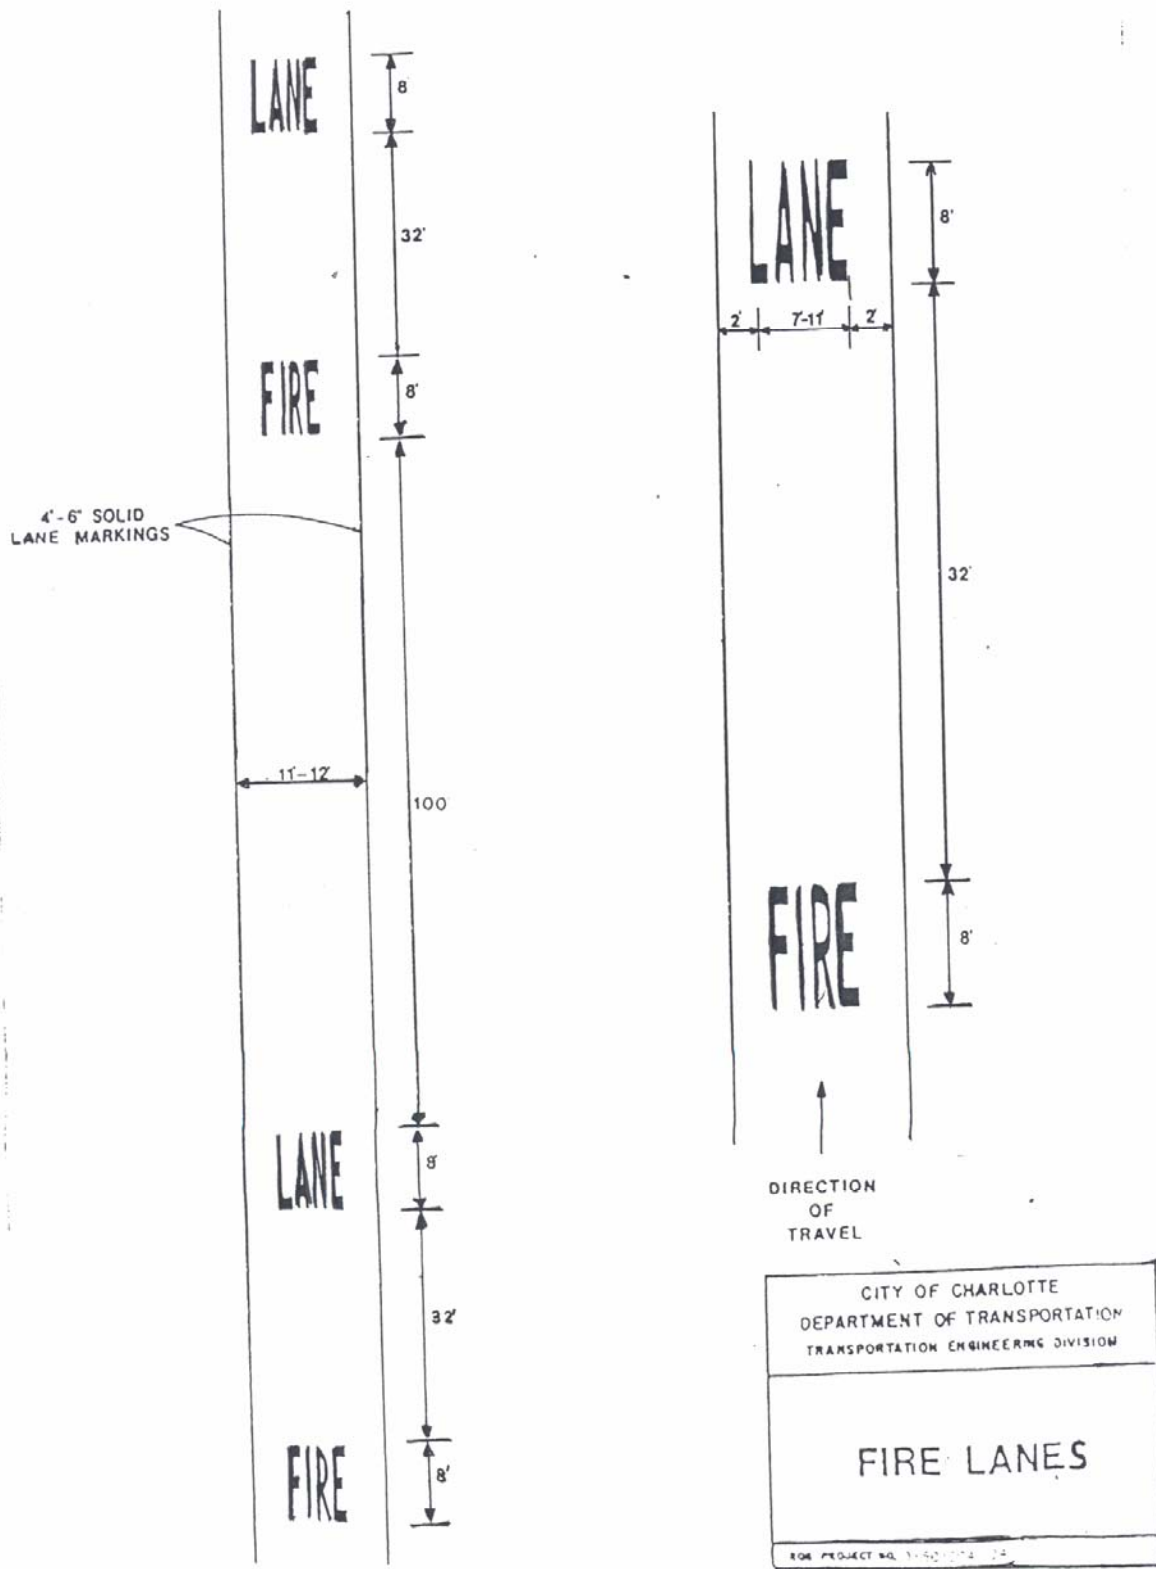 LANE
8'
32'
FIRE
8'
4'-6" SOLID
LANE MARKINGS
11'-12'
100'
LANE
8'
32'
FIRE
8'
LANE
8'
2'
7'-11'
2'
32'
FIRE
8'
DIRECTION
OF
TRAVEL
CITY OF CHARLOTTE
DEPARTMENT OF TRANSPORTATION
TRANSPORTATION ENGINEERING DIVISION
FIRE LANES
PROJECT NO.